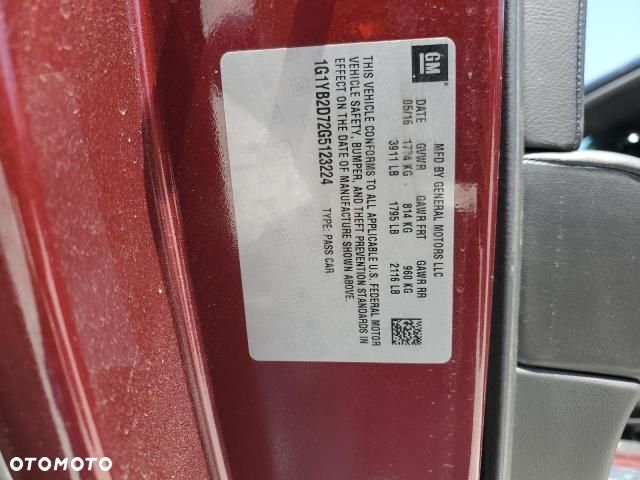 GM
MFD BY GENERAL MOTORS LLC
DATE GVWR GAWR FRT GAWR RR
05/16 1774 KG 814 KG 960 KG
3911 LB 1795 LB 2116 LB
THIS VEHICLE CONFORMS TO ALL APPLICABLE U.S. FEDERAL MOTOR
VEHICLE SAFETY, BUMPER, AND THEFT PREVENTION STANDARDS IN
EFFECT ON THE DATE OF MANUFACTURE SHOWN ABOVE.
1G1YB2D72G5123224 TYPE: PASS CAR
OTOMOTO